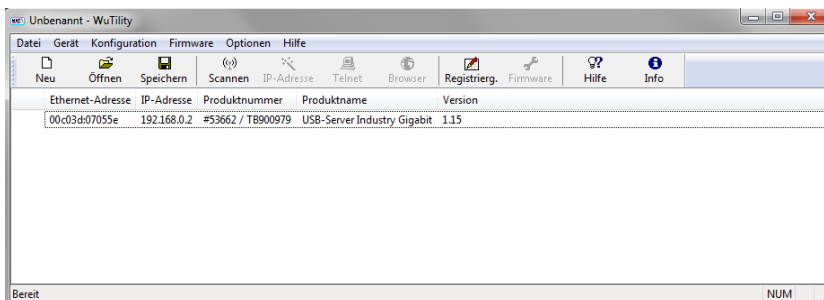 Unbenannt - WuTility
Datei Gerät Konfiguration Firmware Optionen Hilfe
Neu Öffnen Speichern Scannen IP-Adresse Telnet Browser Registrierg. Firmware Hilfe Info
Ethernet-Adresse IP-Adresse Produktnummer Produktname Version
00c03d:07055e 192.168.0.2 #53662 / TB900979 USB-Server Industry Gigabit 1.15
Bereit NUM